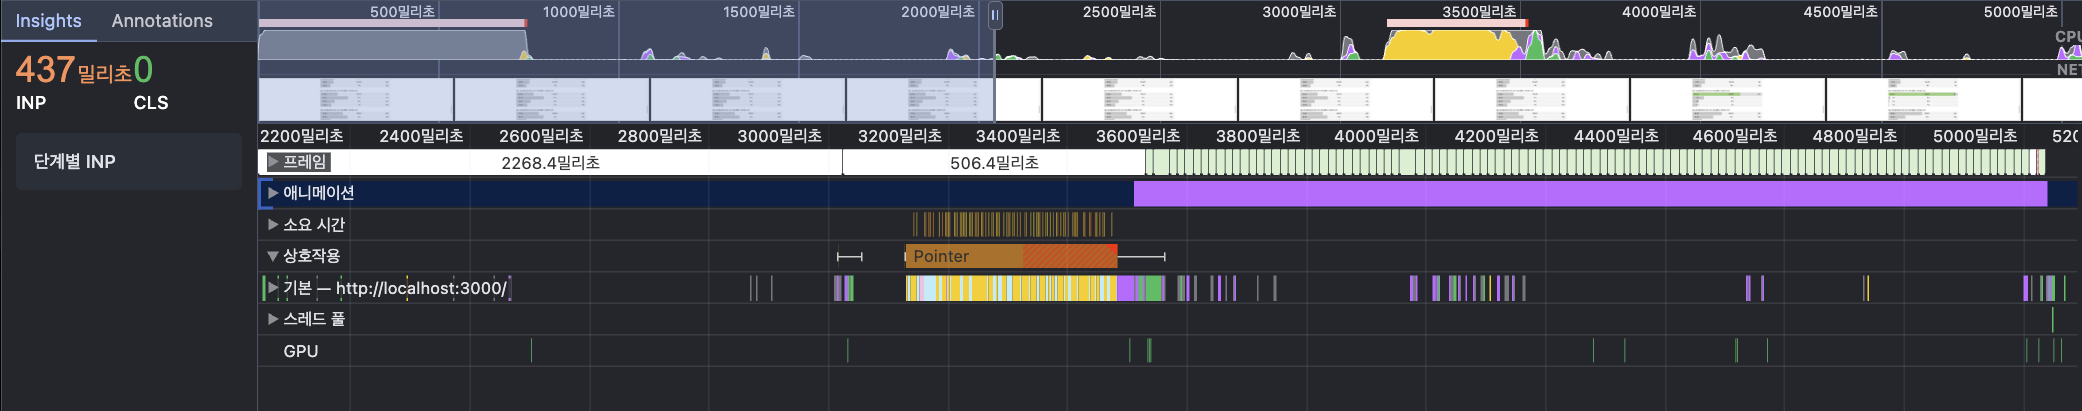 Insights Annotations
437밀리초 0
INP CLS
단계별 INP
500밀리초 1000밀리초 1500밀리초 2000밀리초 2500밀리초 3000밀리초 3500밀리초 4000밀리초 4500밀리초 5000밀리초
CPU
NET
2200밀리초 2400밀리초 2600밀리초 2800밀리초 3000밀리초 3200밀리초 3400밀리초 3600밀리초 3800밀리초 4000밀리초 4200밀리초 4400밀리초 4600밀리초 4800밀리초 5000밀리초 520
프레임 2268.4밀리초 506.4밀리초
애니메이션
소요 시간
상호작용 Pointer
기본 — http://localhost:3000/
스레드 풀
GPU